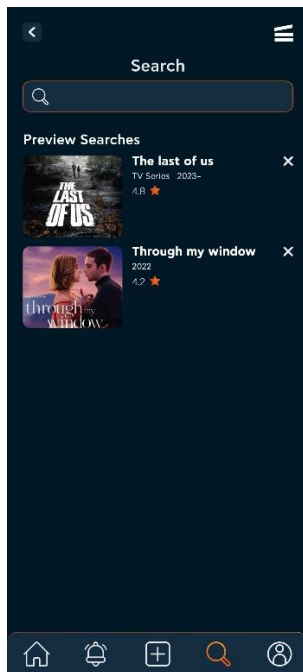 Search
Preview Searches
The last of us
TV Series 2023-
4.8
THE
LAST
OF US
Through my window
2022
4.2
through my
window